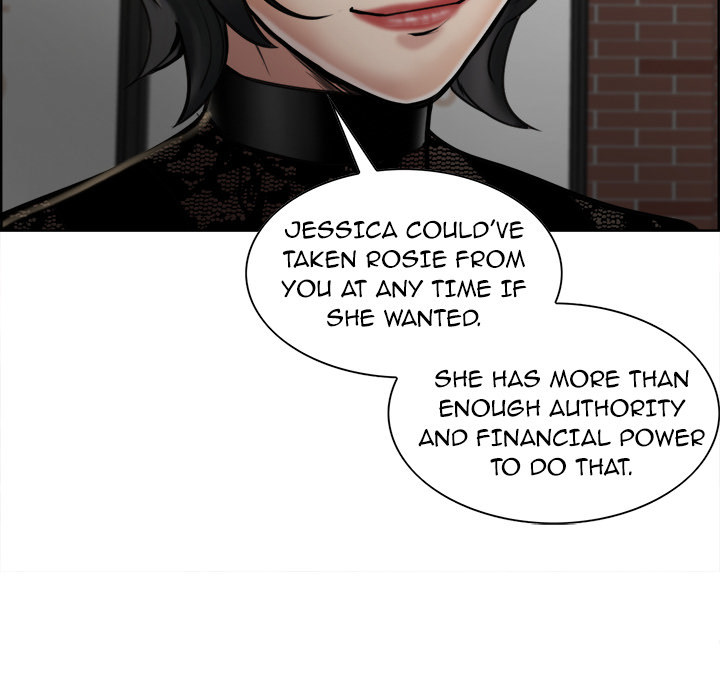 JESSICA COULD'VE
TAKEN ROSIE FROM
YOU AT ANY TIME IF
SHE WANTED.
SHE HAS MORE THAN
ENOUGH AUTHORITY
AND FINANCIAL POWER
TO DO THAT.